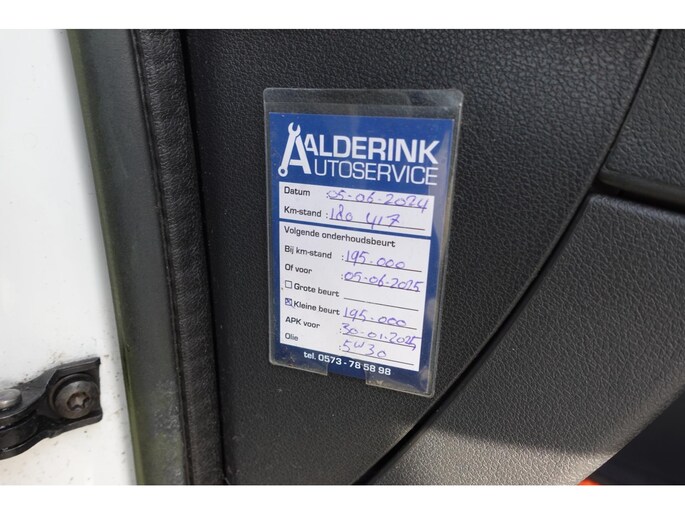 AALDERINK
AUTOSERVICE
Datum : 05-06-2024
Km-stand : 180 417
Volgende onderhoudsbeurt
Bij km-stand : 195.000
Of voor : 05-06-2025
Grote beurt
Kleine beurt 195-000
APK voor : 30-01-2025
Olie : 5W30
tel. 0573-78 58 98